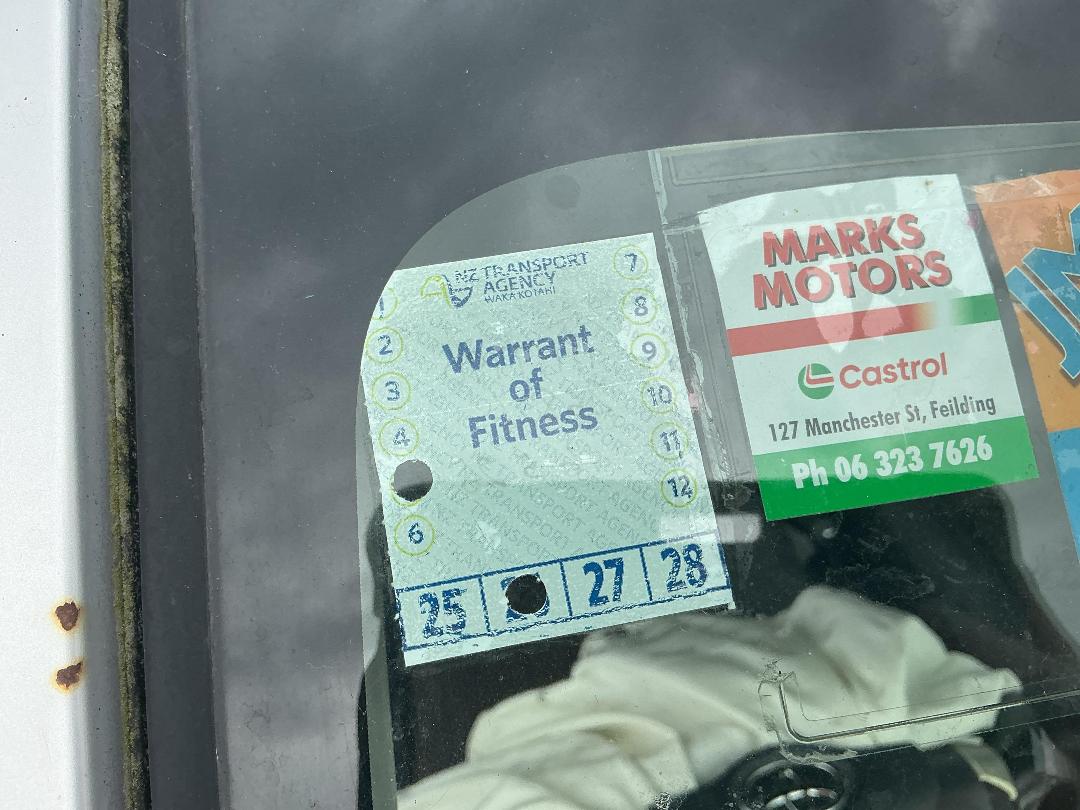 NZ TRANSPORT
AGENCY
WAKA KOTAHI
Warrant
of
Fitness
1
2
3
4
6
7
8
9
10
11
12
25
27
28
MARKS
MOTORS
Castrol
127 Manchester St, Feilding
Ph 06 323 7626